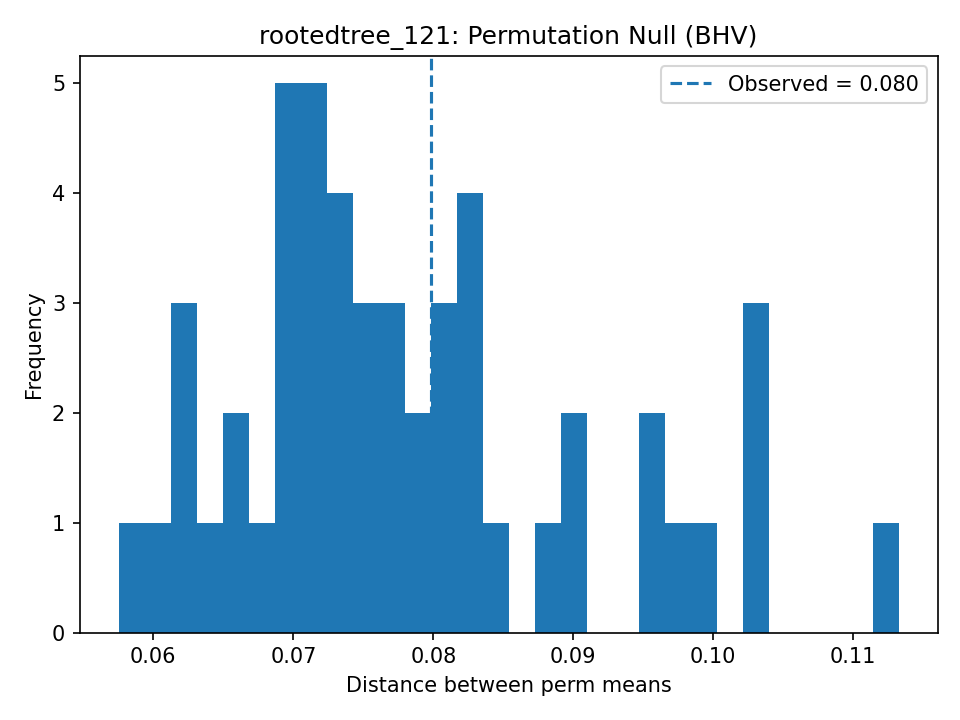 rootedtree_121: Permutation Null (BHV)
Observed = 0.080
5
4
3
2
1
0
Frequency
0.06 0.07 0.08 0.09 0.10 0.11
Distance between perm means